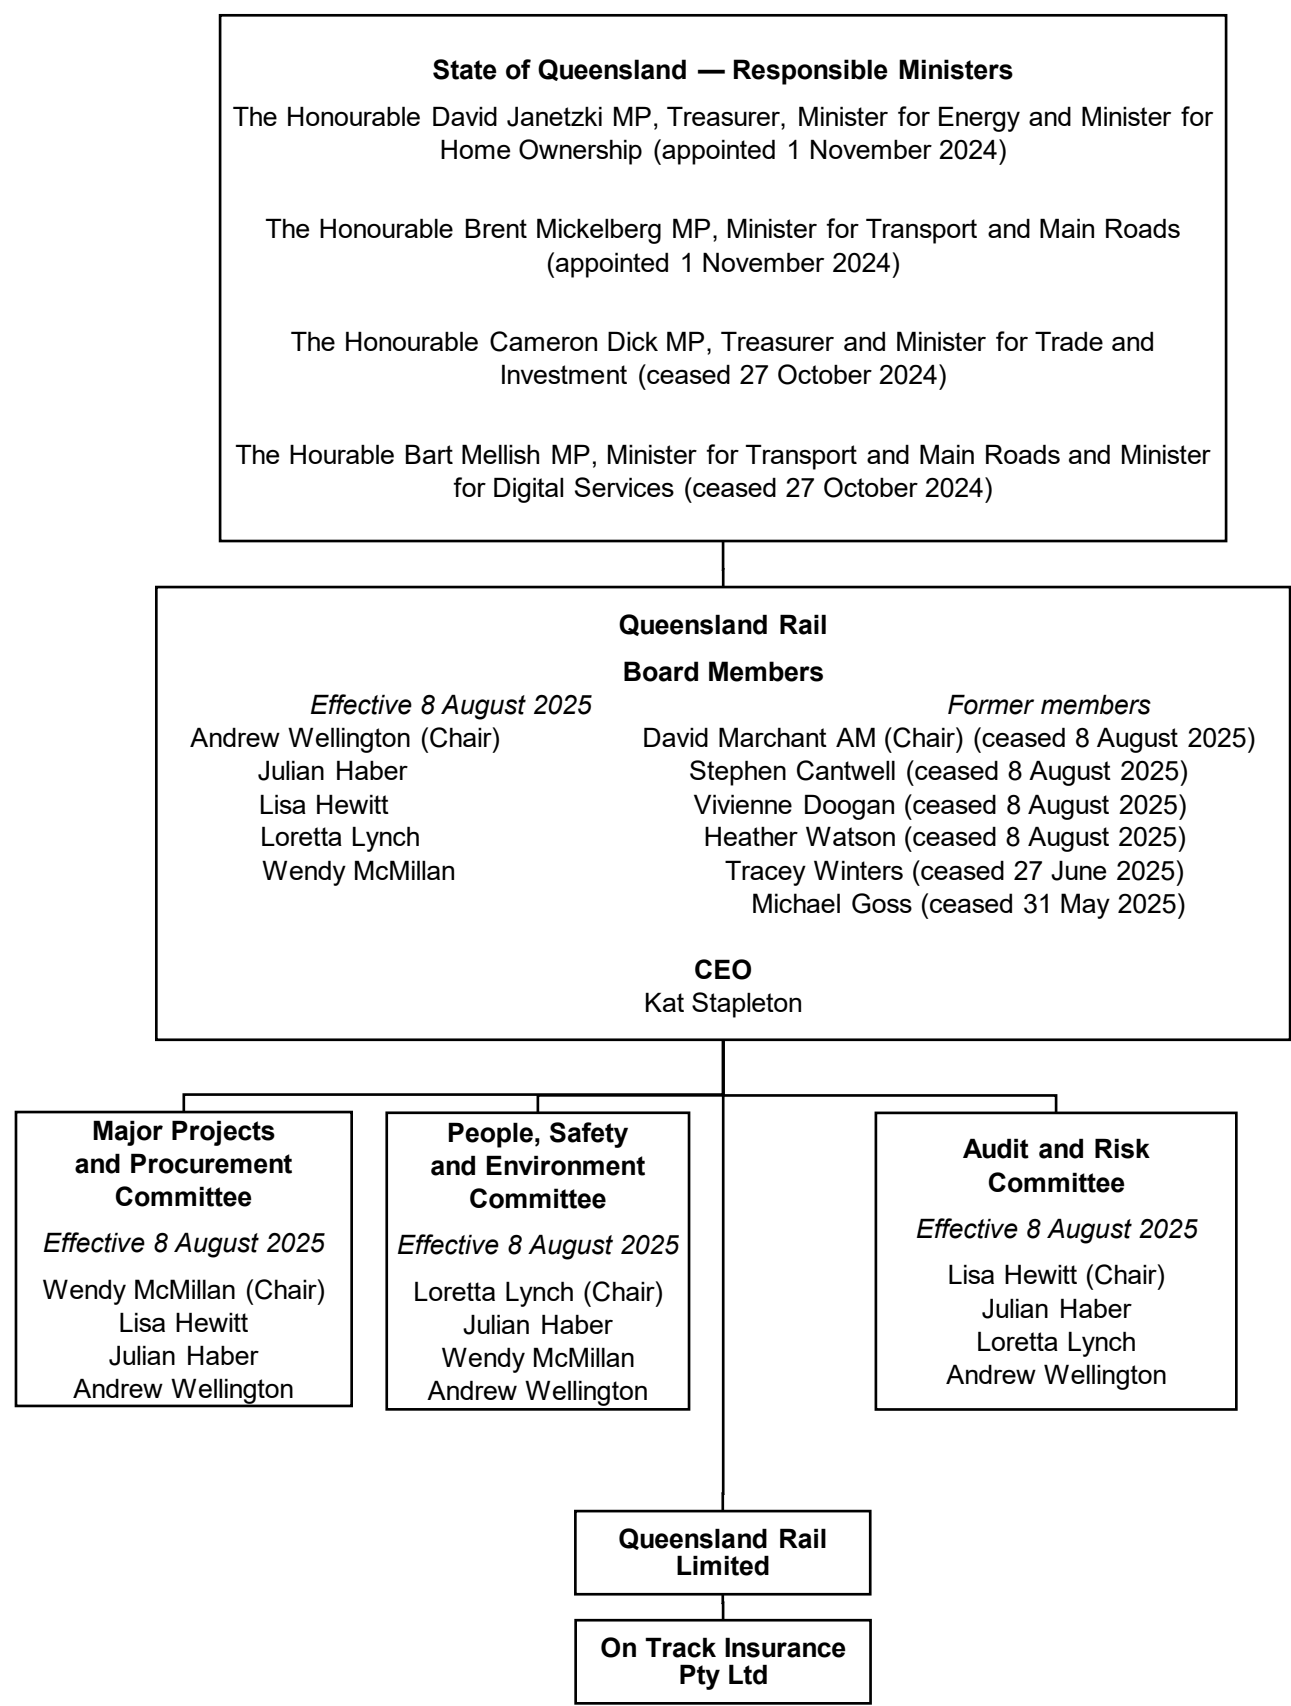 State of Queensland — Responsible Ministers
The Honourable David Janetzki MP, Treasurer, Minister for Energy and Minister for
Home Ownership (appointed 1 November 2024)
The Honourable Brent Mickelberg MP, Minister for Transport and Main Roads
(appointed 1 November 2024)
The Honourable Cameron Dick MP, Treasurer and Minister for Trade and
Investment (ceased 27 October 2024)
The Hourable Bart Mellish MP, Minister for Transport and Main Roads and Minister
for Digital Services (ceased 27 October 2024)
Queensland Rail
Board Members
Effective 8 August 2025
Andrew Wellington (Chair)
Julian Haber
Lisa Hewitt
Loretta Lynch
Wendy McMillan
Former members
David Marchant AM (Chair) (ceased 8 August 2025)
Stephen Cantwell (ceased 8 August 2025)
Vivienne Doogan (ceased 8 August 2025)
Heather Watson (ceased 8 August 2025)
Tracey Winters (ceased 27 June 2025)
Michael Goss (ceased 31 May 2025)
CEO
Kat Stapleton
Major Projects
and Procurement
Committee
Effective 8 August 2025
Wendy McMillan (Chair)
Lisa Hewitt
Julian Haber
Andrew Wellington
People, Safety
and Environment
Committee
Effective 8 August 2025
Loretta Lynch (Chair)
Julian Haber
Wendy McMillan
Andrew Wellington
Audit and Risk
Committee
Effective 8 August 2025
Lisa Hewitt (Chair)
Julian Haber
Loretta Lynch
Andrew Wellington
Queensland Rail
Limited
On Track Insurance
Pty Ltd